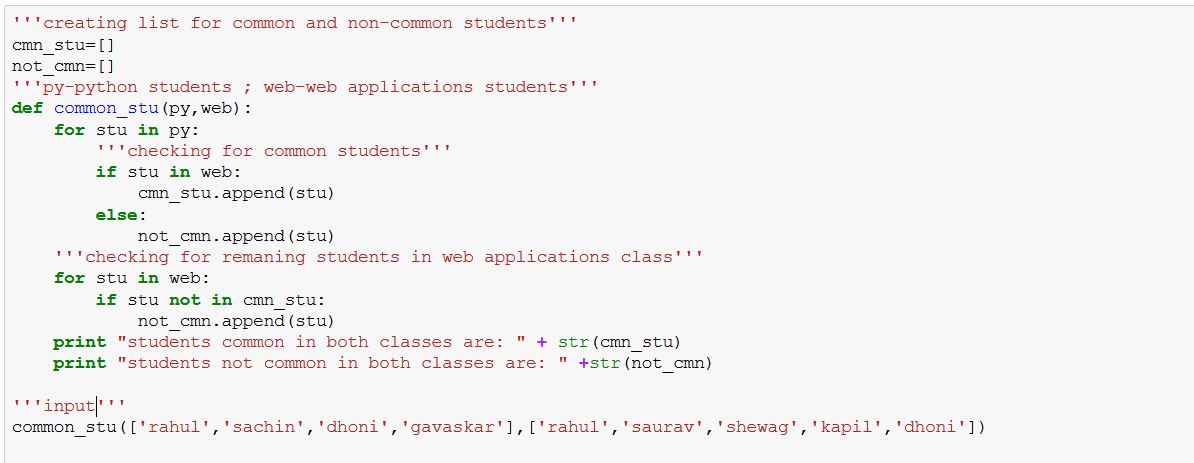 '''creating list for common and non-common students'''
cmn_stu=[]
not_cmn=[]
'''py-python students ; web-web applications students'''
def common_stu(py,web):
    for stu in py:
        '''checking for common students'''
        if stu in web:
            cmn_stu.append(stu)
        else:
            not_cmn.append(stu)
    '''checking for remaning students in web applications class'''
    for stu in web:
        if stu not in cmn_stu:
            not_cmn.append(stu)
    print "students common in both classes are: " + str(cmn_stu)
    print "students not common in both classes are: " +str(not_cmn)

'''input'''
common_stu(['rahul','sachin','dhoni','gavaskar'],['rahul','saurav','shewag','kapil','dhoni'])